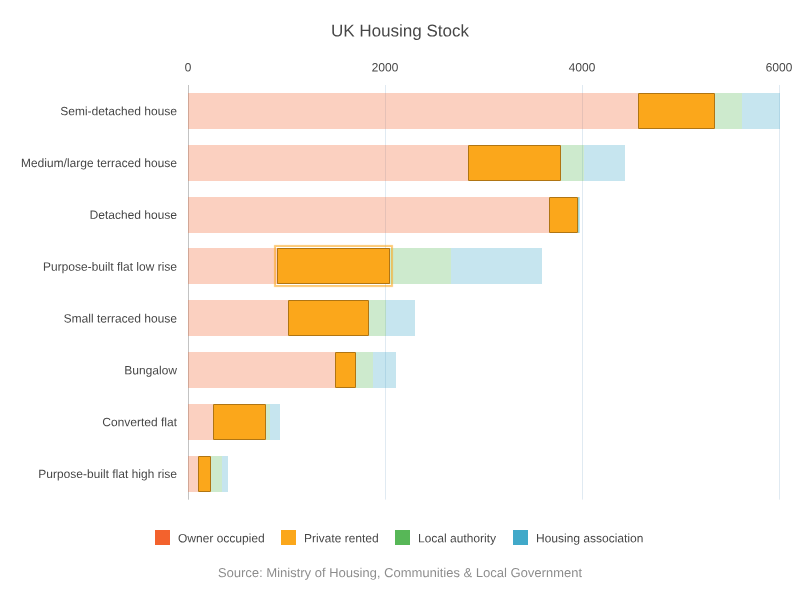 UK Housing Stock
0 2000 4000 6000
Semi-detached house
Medium/large terraced house
Detached house
Purpose-built flat low rise
Small terraced house
Bungalow
Converted flat
Purpose-built flat high rise
Owner occupied Private rented Local authority Housing association
Source: Ministry of Housing, Communities & Local Government